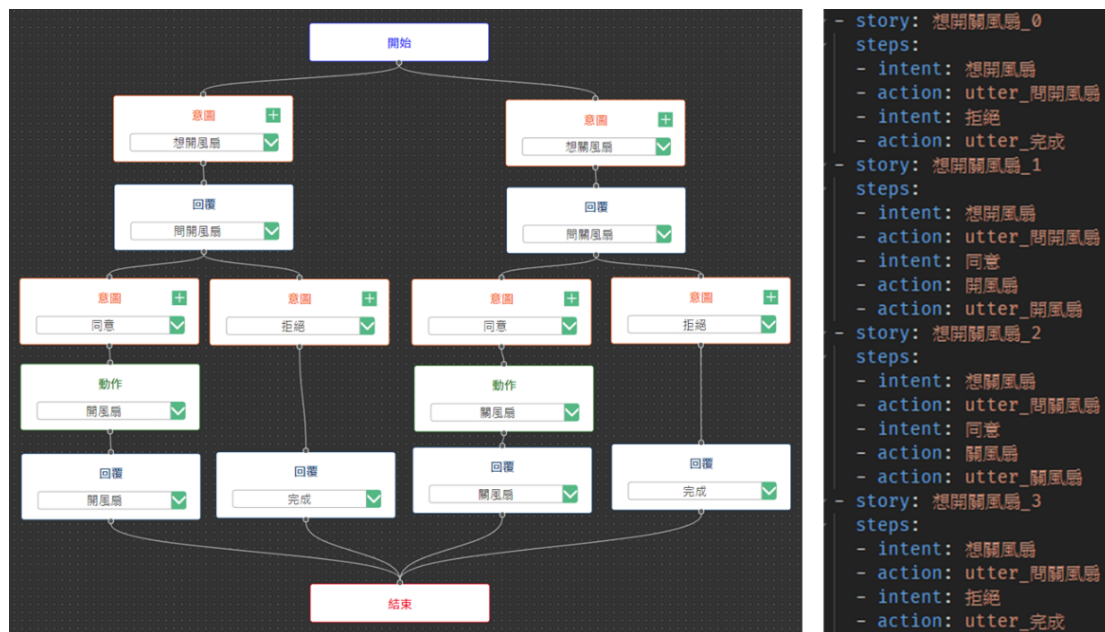 開始
意圖
想開風扇
意圖
想關風扇
回覆
問開風扇
回覆
問關風扇
意圖
同意
意圖
拒絕
意圖
同意
意圖
拒絕
動作
開風扇
動作
關風扇
回覆
開風扇
回覆
完成
回覆
關風扇
回覆
完成
結束
- story: 想開關風扇_0
steps:
- intent: 想開風扇
- action: utter_問開風扇
- intent: 拒絕
- action: utter_完成
- story: 想開關風扇_1
steps:
- intent: 想開風扇
- action: utter_問開風扇
- intent: 同意
- action: 開風扇
- action: utter_開風扇
- story: 想開關風扇_2
steps:
- intent: 想關風扇
- action: utter_問關風扇
- intent: 同意
- action: 關風扇
- action: utter_關風扇
- story: 想開關風扇_3
steps:
- intent: 想關風扇
- action: utter_問關風扇
- intent: 拒絕
- action: utter_完成